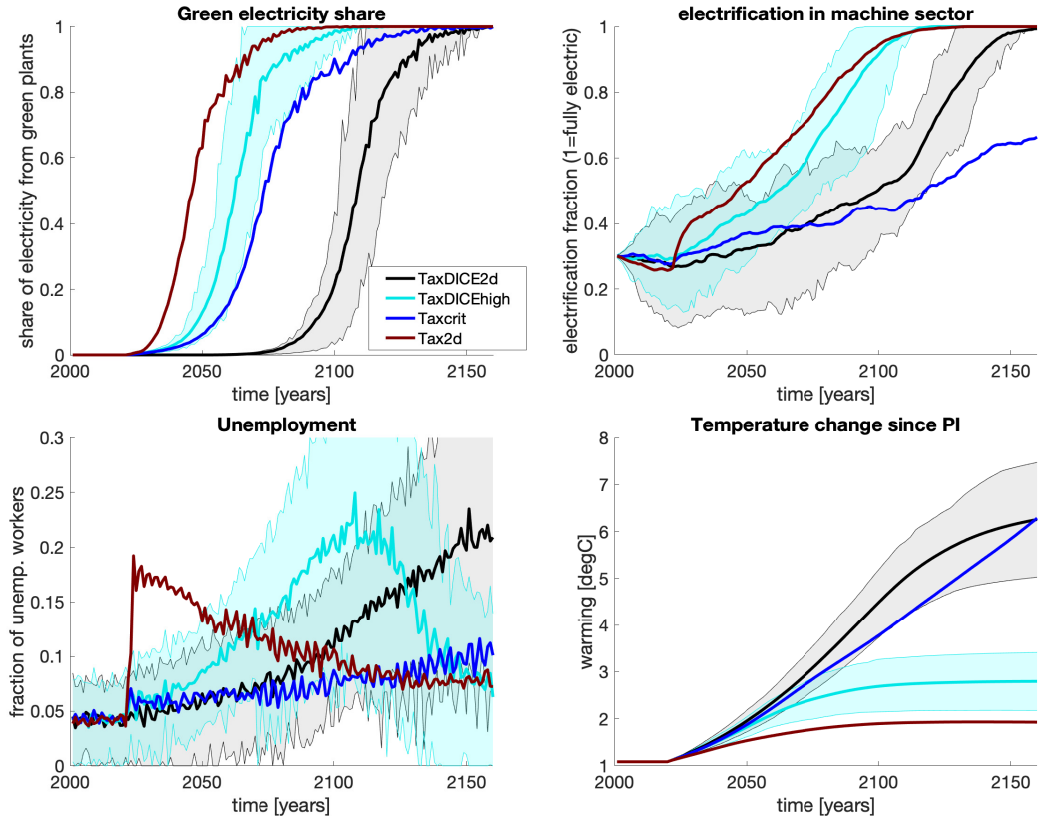 Green electricity share
share of electricity from green plants
1
0.8
0.6
0.4
0.2
0
2000
2050
2100
2150
time [years]
TaxDICE2d
TaxDICEhigh
Taxcrit
Tax2d
electrification in machine sector
electrification fraction (1=fully electric)
1
0.8
0.6
0.4
0.2
0
2000
2050
2100
2150
time [years]
Unemployment
fraction of unemp. workers
0.3
0.25
0.2
0.15
0.1
0.05
0
2000
2050
2100
2150
time [years]
Temperature change since PI
warming [degC]
8
7
6
5
4
3
2
1
2000
2050
2100
2150
time [years]